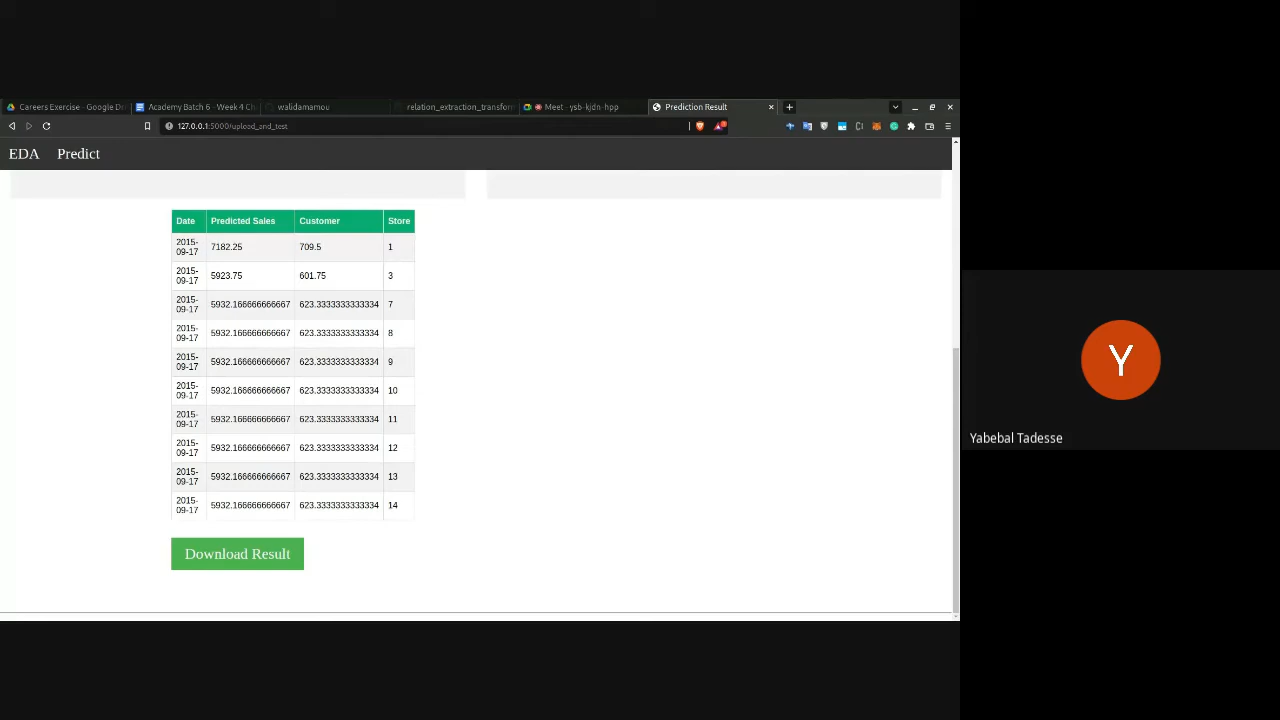 Careers Exercise - Google Dr
Academy Batch 6 - Week 4 Ch
walidamamou
relation_extraction_transform
Meet - ysb-kjdn-hpp
Prediction Result
127.0.0.1:5000/upload_and_test
EDA Predict
Date Predicted Sales Customer Store
2015-
09-17 7182.25 709.5 1
2015-
09-17 5923.75 601.75 3
2015-
09-17 5932.166666666667 623.3333333333334 7
2015-
09-17 5932.166666666667 623.3333333333334 8
2015-
09-17 5932.166666666667 623.3333333333334 9
2015-
09-17 5932.166666666667 623.3333333333334 10
2015-
09-17 5932.166666666667 623.3333333333334 11
2015-
09-17 5932.166666666667 623.3333333333334 12
2015-
09-17 5932.166666666667 623.3333333333334 13
2015-
09-17 5932.166666666667 623.3333333333334 14
Download Result
Y
Yabebal Tadesse